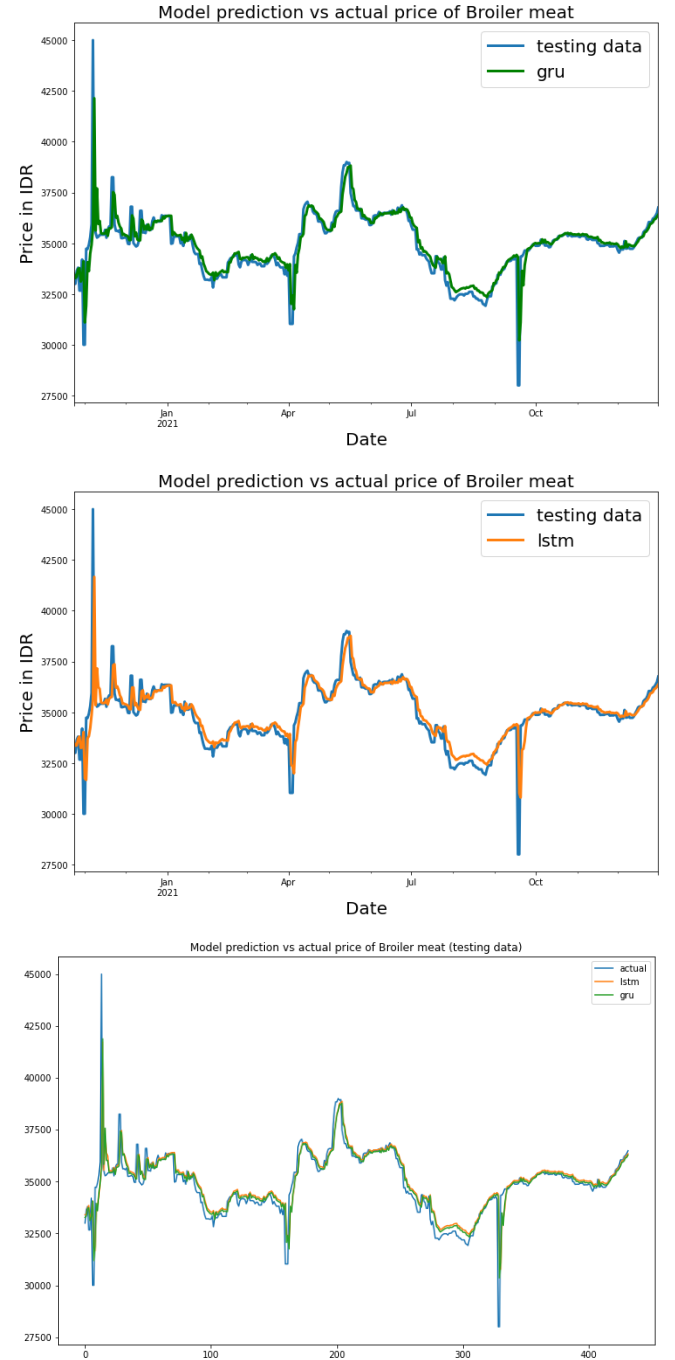 Model prediction vs actual price of Broiler meat
45000
42500
40000
37500
35000
32500
30000
27500
Price in IDR
testing data
gru
Jan
2021
Apr
Jul
Oct
Date
Model prediction vs actual price of Broiler meat
45000
42500
40000
37500
35000
32500
30000
27500
Price in IDR
testing data
lstm
Jan
2021
Apr
Jul
Oct
Date
Model prediction vs actual price of Broiler meat (testing data)
45000
42500
40000
37500
35000
32500
30000
27500
actual
lstm
gru
0
100
200
300
400